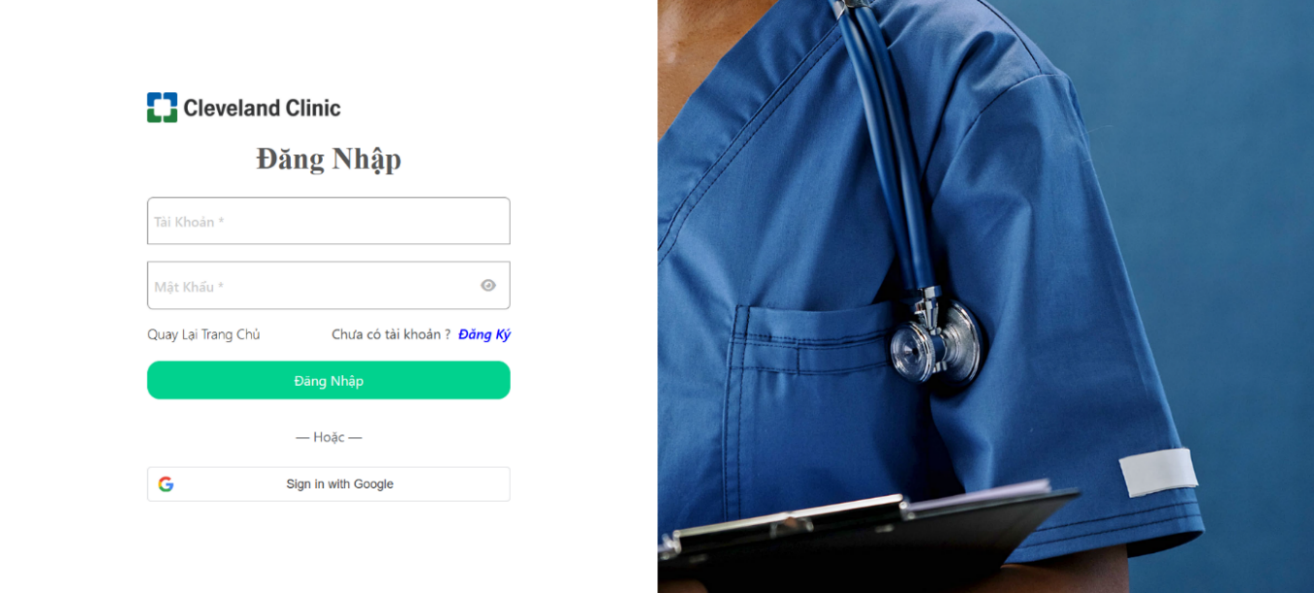 Cleveland Clinic
Đăng Nhập
Tài Khoản *
Mật Khẩu *
Quay Lại Trang Chủ
Chưa có tài khoản ? Đăng Ký
Đăng Nhập
— Hoặc —
Sign in with Google